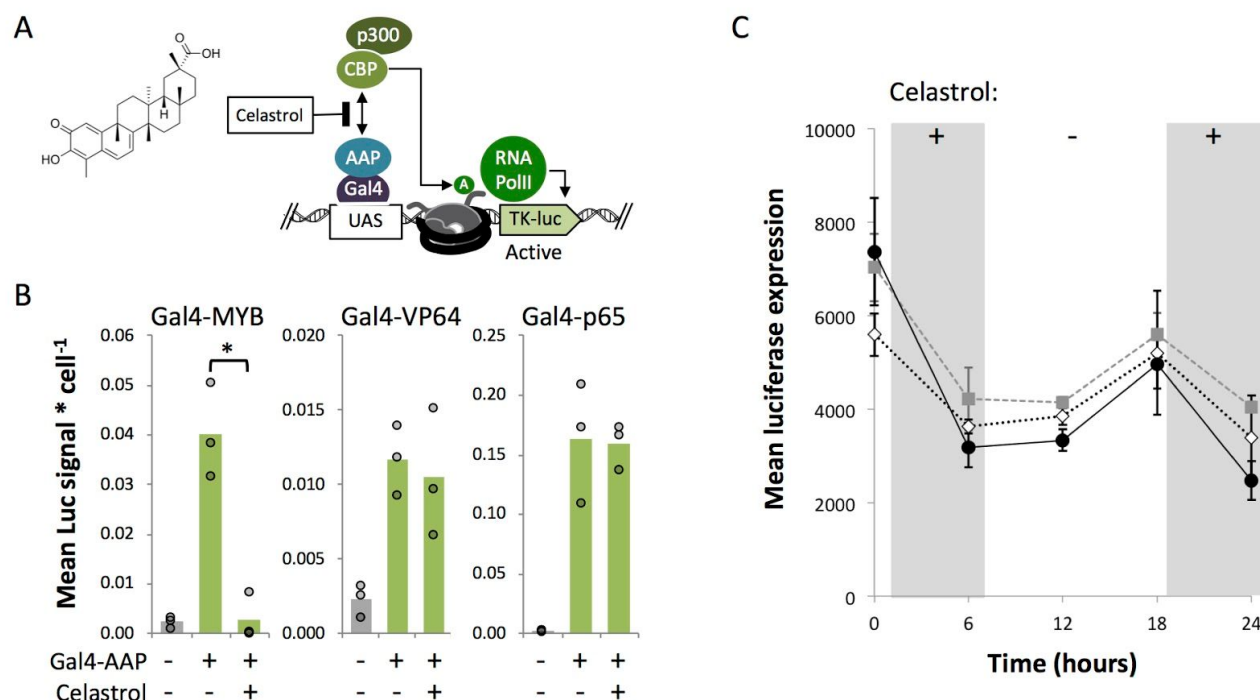 A
O
OH
O
HO
H
Celastrol
p300
CBP
AAP
Gal4
UAS
A
RNA
PolII
TK-luc
Active
B
Gal4-MYB
Gal4-VP64
Gal4-p65
Mean Luc signal * cell-1
0.06
0.05
0.04
0.03
0.02
0.01
0.00
*
0.020
0.015
0.010
0.005
0.000
0.25
0.20
0.15
0.10
0.05
0.00
Gal4-AAP - + + - + + - + +
Celastrol - - + - - + - - +
C
Celastrol:
+ - +
Mean luciferase expression
10000
8000
6000
4000
2000
0
0 6 12 18 24
Time (hours)